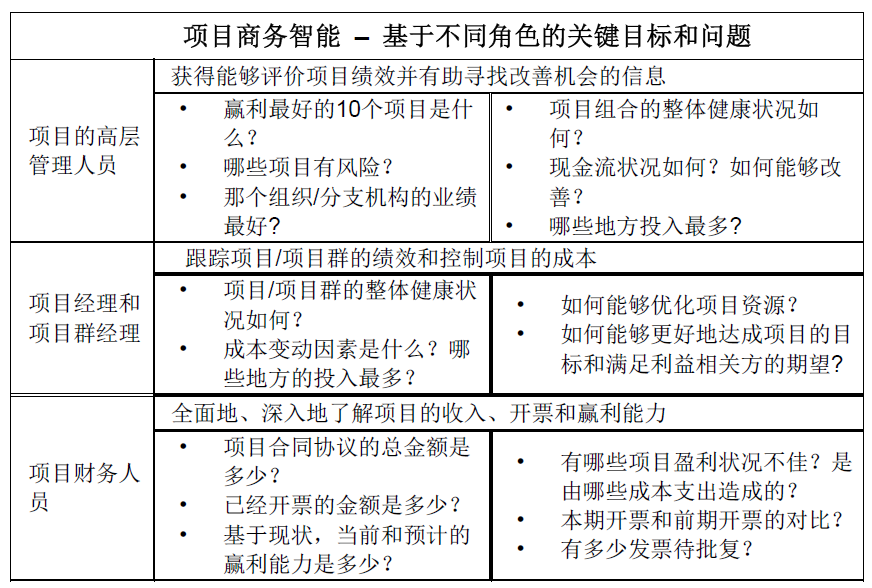 项目商务智能 – 基于不同角色的关键目标和问题
项目的高层
管理人员
获得能够评价项目绩效并有助寻找改善机会的信息
• 赢利最好的10个项目是什
么？
• 哪些项目有风险？
• 那个组织/分支机构的业绩
最好?
• 项目组合的整体健康状况如
何？
• 现金流状况如何？如何能够改
善？
• 哪些地方投入最多?
项目经理和
项目群经理
跟踪项目/项目群的绩效和控制项目的成本
• 项目/项目群的整体健康状
况如何？
• 成本变动因素是什么？哪
些地方的投入最多？
• 如何能够优化项目资源？
• 如何能够更好地达成项目的目
标和满足利益相关方的期望?
项目财务人
员
全面地、深入地了解项目的收入、开票和赢利能力
• 项目合同协议的总金额是
多少？
• 已经开票的金额是多少？
• 基于现状，当前和预计的
赢利能力是多少？
• 有哪些项目盈利状况不佳？是
由哪些成本支出造成的？
• 本期开票和前期开票的对比？
• 有多少发票待批复？